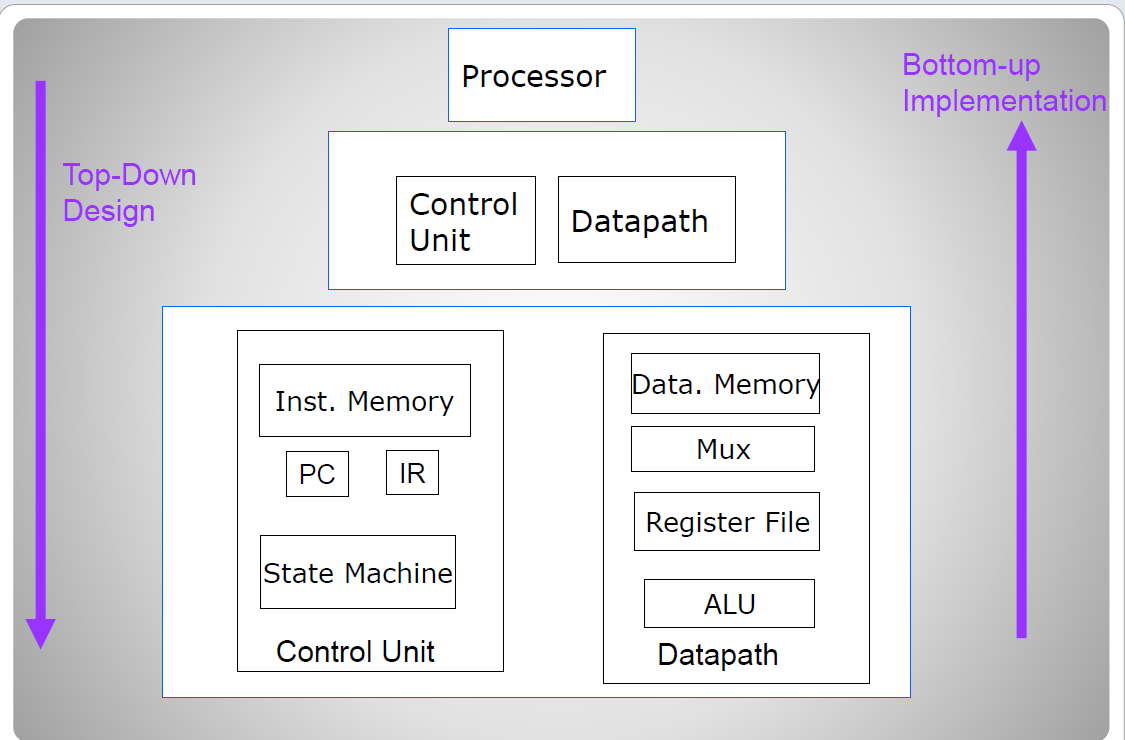 Processor
Bottom-up
Implementation
Top-Down
Design
Control
Unit
Datapath
Inst. Memory
PC
IR
State Machine
Control Unit
Data. Memory
Mux
Register File
ALU
Datapath